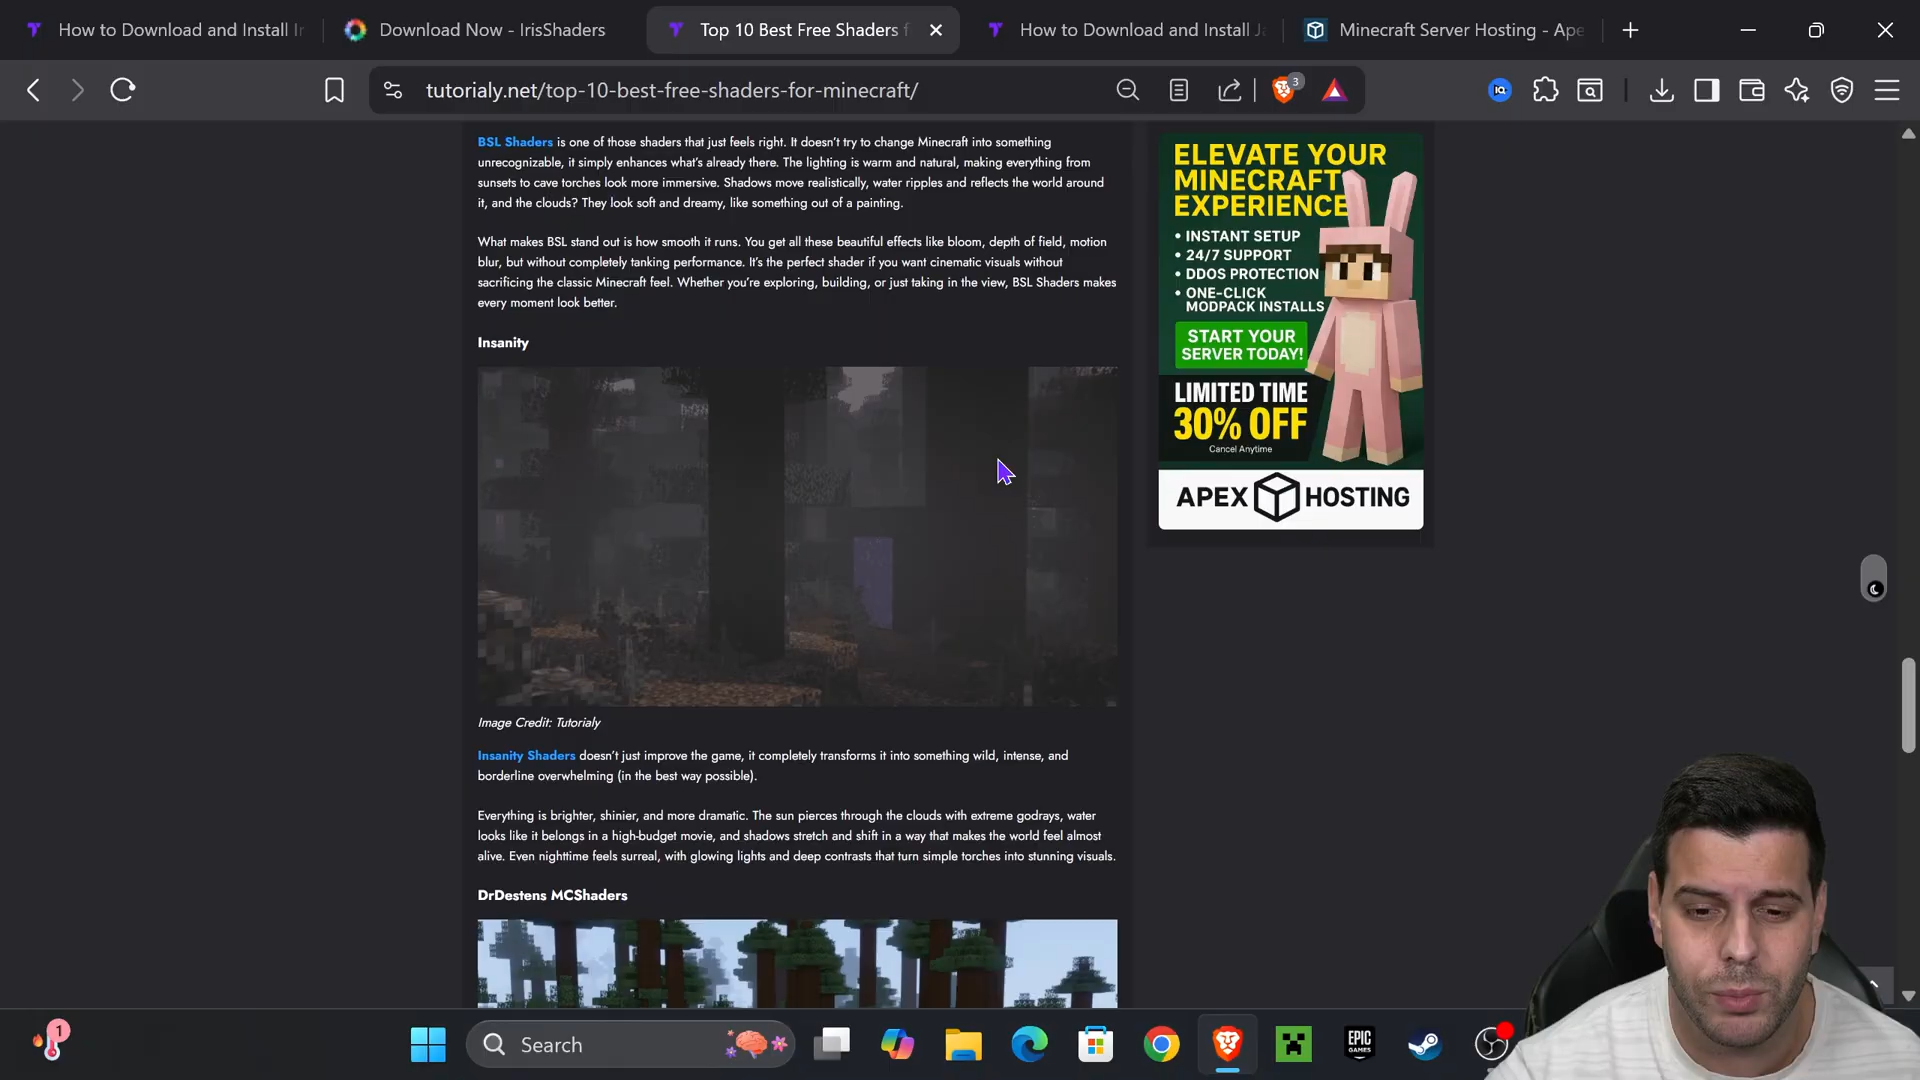 How to Download and Install Ir
Download Now - IrisShaders
Top 10 Best Free Shaders f
How to Download and Install J
Minecraft Server Hosting - Ape
tutorialy.net/top-10-best-free-shaders-for-minecraft/
3
IQ
BSL Shaders is one of those shaders that just feels right. It doesn't try to change Minecraft into something
unrecognizable, it simply enhances what's already there. The lighting is warm and natural, making everything from
sunsets to cave torches look more immersive. Shadows move realistically, water ripples and reflects the world around
it, and the clouds? They look soft and dreamy, like something out of a painting.
What makes BSL stand out is how smooth it runs. You get all these beautiful effects like bloom, depth of field, motion
blur, but without completely tanking performance. It's the perfect shader if you want cinematic visuals without
sacrificing the classic Minecraft feel. Whether you're exploring, building, or just taking in the view, BSL Shaders makes
every moment look better.
Insanity
Image Credit: Tutorialy
Insanity Shaders doesn't just improve the game, it completely transforms it into something wild, intense, and
borderline overwhelming (in the best way possible).
Everything is brighter, shinier, and more dramatic. The sun pierces through the clouds with extreme godrays, water
looks like it belongs in a high-budget movie, and shadows stretch and shift in a way that makes the world feel almost
alive. Even nighttime feels surreal, with glowing lights and deep contrasts that turn simple torches into stunning visuals.
DrDestens MCShaders
ELEVATE YOUR
MINECRAFT
EXPERIENCE
• INSTANT SETUP
• 24/7 SUPPORT
• DDOS PROTECTION
• ONE-CLICK
MODPACK INSTALLS
START YOUR
SERVER TODAY!
LIMITED TIME
30% OFF
Cancel Anytime
APEX HOSTING
1
Search
EPIC
GAMES